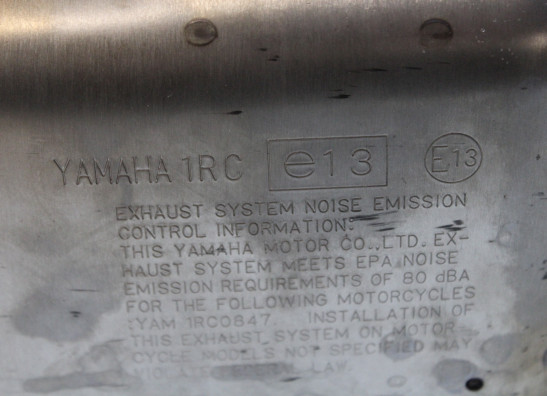 YAMAHA 1RC e13 E13
EXHAUST SYSTEM NOISE EMISSION
CONTROL INFORMATION:
THIS YAMAHA MOTOR CO.,LTD. EX-
HAUST SYSTEM MEETS EPA NOISE
EMISSION REQUIREMENTS OF 80 dBA
FOR THE FOLLOWING MOTORCYCLES
:YAM 1RC0847. INSTALLATION OF
THIS EXHAUST SYSTEM ON MOTOR-
CYCLE MODELS NOT SPECIFIED MAY
VIOLATE FEDERAL LAW.